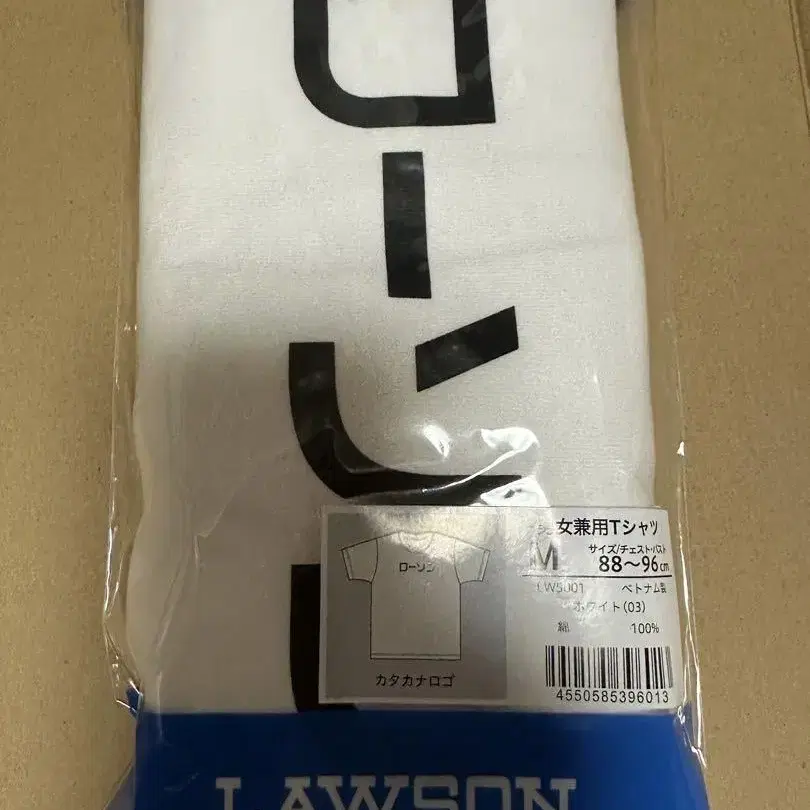 ローソ
男女兼用Tシャツ
M サイズ/チェスト・バスト
88〜96cm
ベトナム製
ホワイト(03)
綿 100%
4550585396013
ローソン
カタカナロゴ
LAWSON